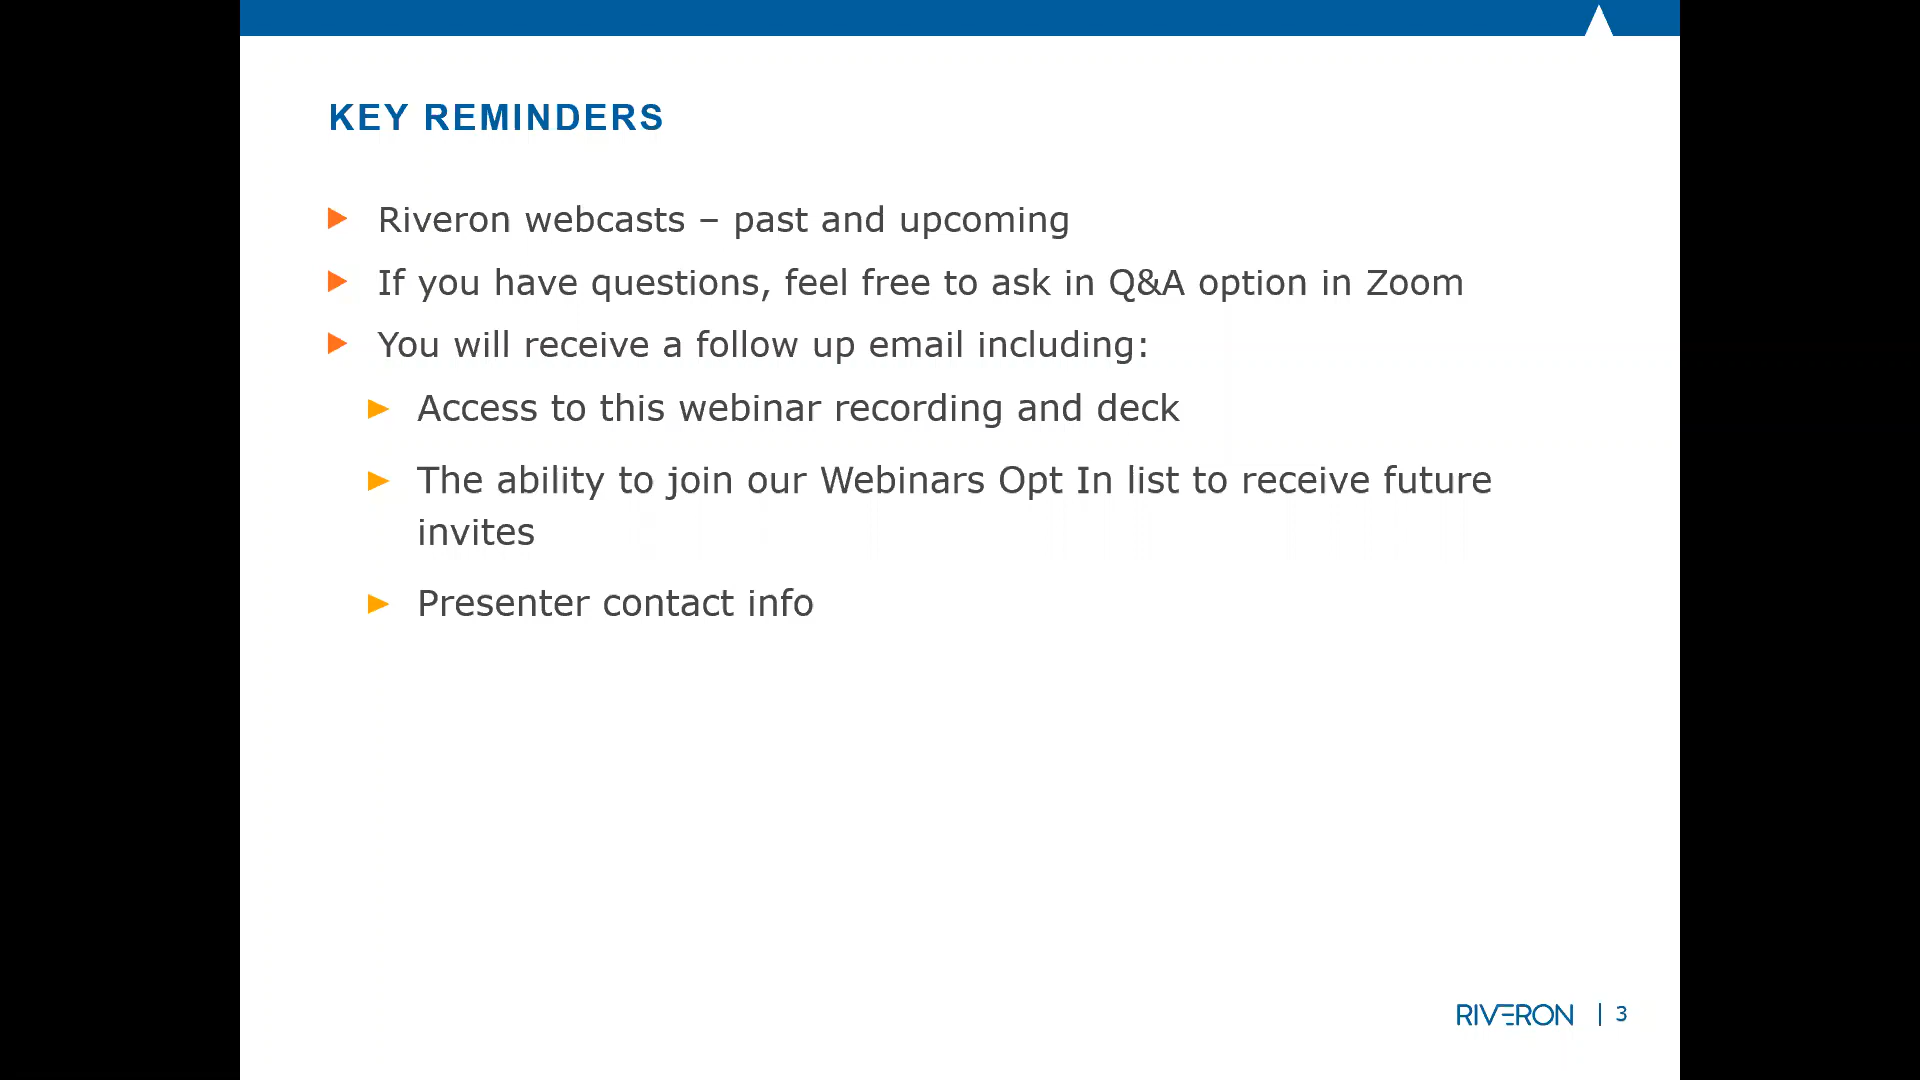 KEY REMINDERS
Riveron webcasts – past and upcoming
If you have questions, feel free to ask in Q&A option in Zoom
You will receive a follow up email including:
Access to this webinar recording and deck
The ability to join our Webinars Opt In list to receive future
invites
Presenter contact info
RIVERON | 3